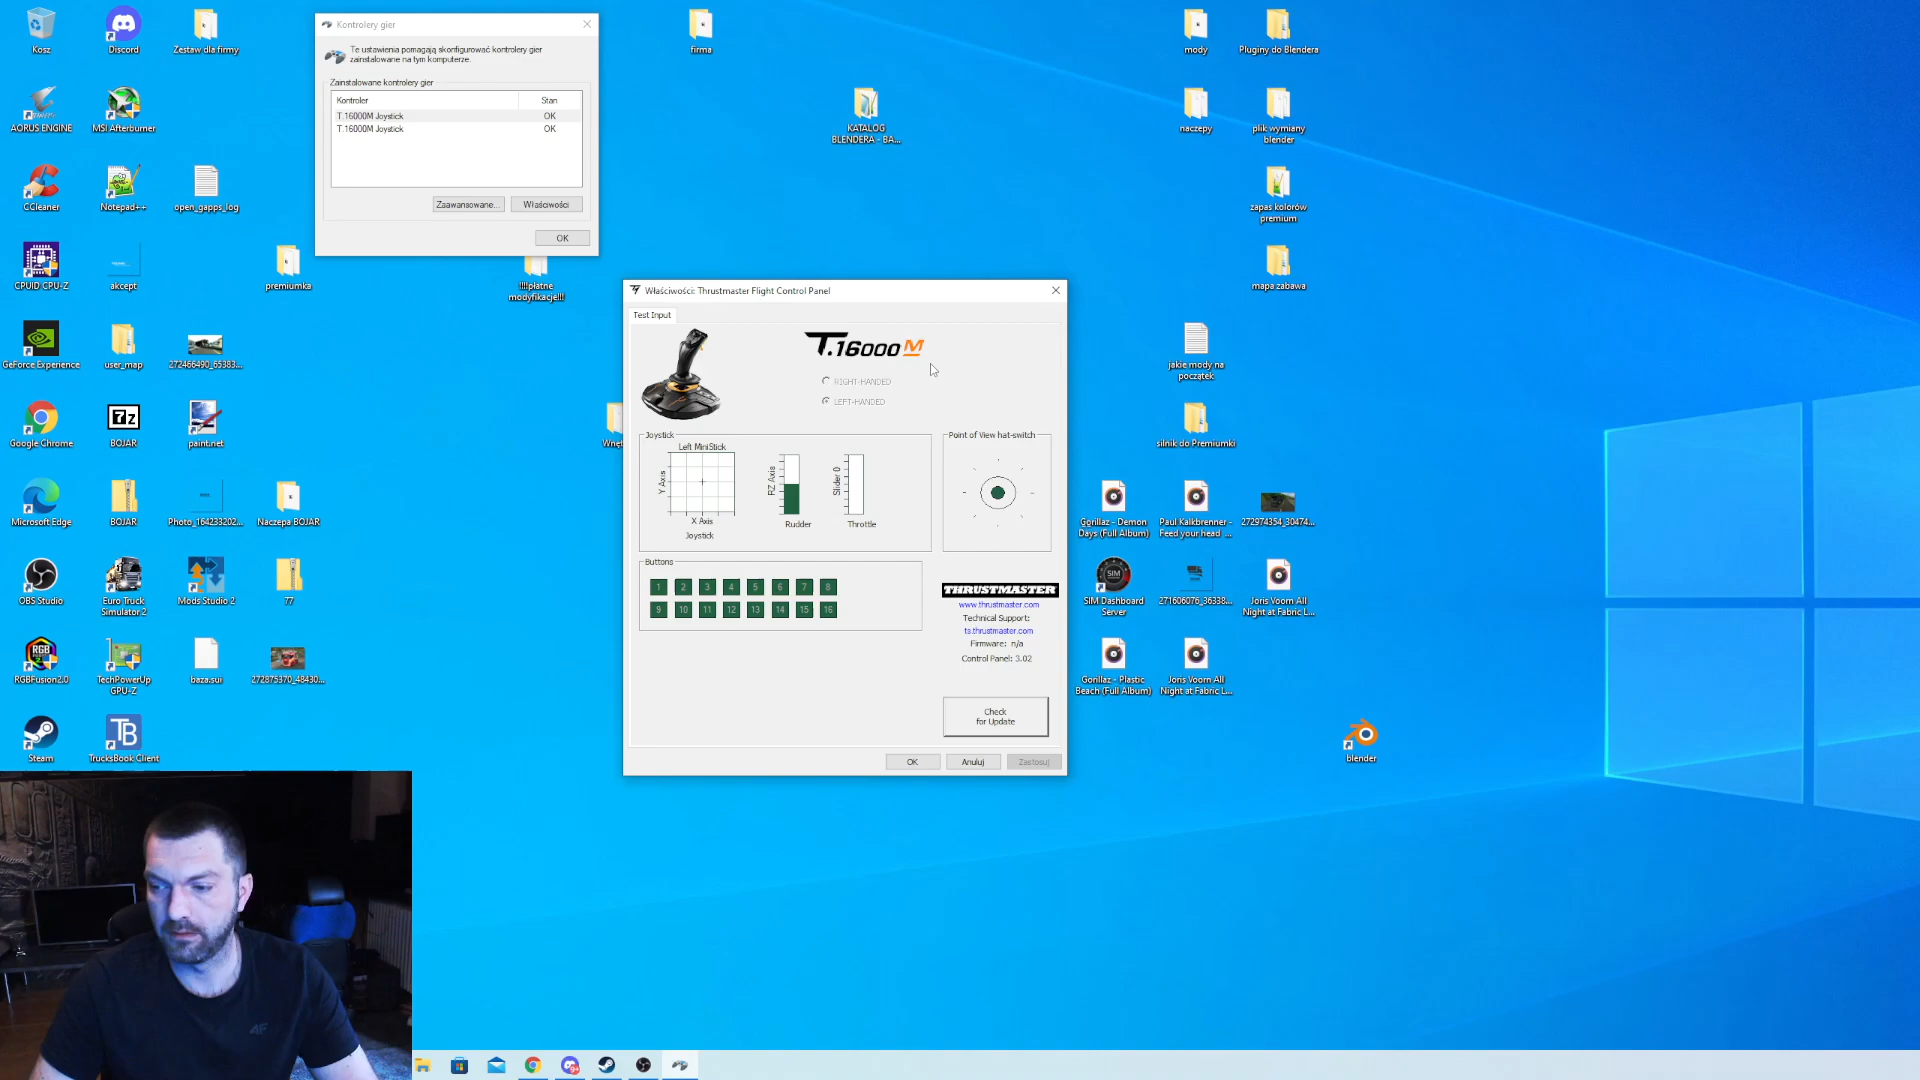 Kosz
Discord
Zestaw dla firmy
AORUS ENGINE
MSI Afterburner
CCleaner
Notepad++
open_gapps_log
CPUID CPU-Z
akcept
premiumka
!!!!płatne
modyfikacje!!!
GeForce Experience
user_map
272466490_65383...
Google Chrome
7z
BOJAR
paint.net
Microsoft Edge
BOJAR
Photo_164233202...
Naczepa BOJAR
OBS Studio
Euro Truck
Simulator 2
Mods Studio 2
77
RGB
RGBFusion2.0
TechPowerUp
GPU-Z
baza.sui
272875370_48430...
Steam
TB
TrucksBook Client
Kontrolery gier
Te ustawienia pomagają skonfigurować kontrolery gier
zainstalowane na tym komputerze.
Zainstalowane kontrolery gier
Kontroler Stan
T.16000M Joystick OK
T.16000M Joystick OK
Zaawansowane... Właściwości
OK
firma
KATALOG
BLENDERA - BA...
mody
Pluginy do Blendera
naczepy
plik wymiany
blender
zapas kolorów
premium
mapa zabawa
jakie mody na
początek
silnik do Premiumki
Gorillaz - Demon
Days (Full Album)
Paul Kalkbrenner -
Feed your head ...
272974354_30474...
SIM
SIM Dashboard
Server
271606076_36338...
Joris Voorn All
Night at Fabric L...
Gorillaz - Plastic
Beach (Full Album)
Joris Voorn All
Night at Fabric L...
blender
Wnęt
Właściwości: Thrustmaster Flight Control Panel
Test Input
T.16000M
RIGHT-HANDED
LEFT-HANDED
Joystick
Left MiniStick
Y Axis
X Axis
Joystick
RZ Axis
Rudder
Slider 0
Throttle
Point of View hat-switch
Buttons
1 2 3 4 5 6 7 8
9 10 11 12 13 14 15 16
THRUSTMASTER
www.thrustmaster.com
Technical Support:
ts.thrustmaster.com
Firmware: n/a
Control Panel: 3.02
Check
for Update
OK Anuluj Zastosuj